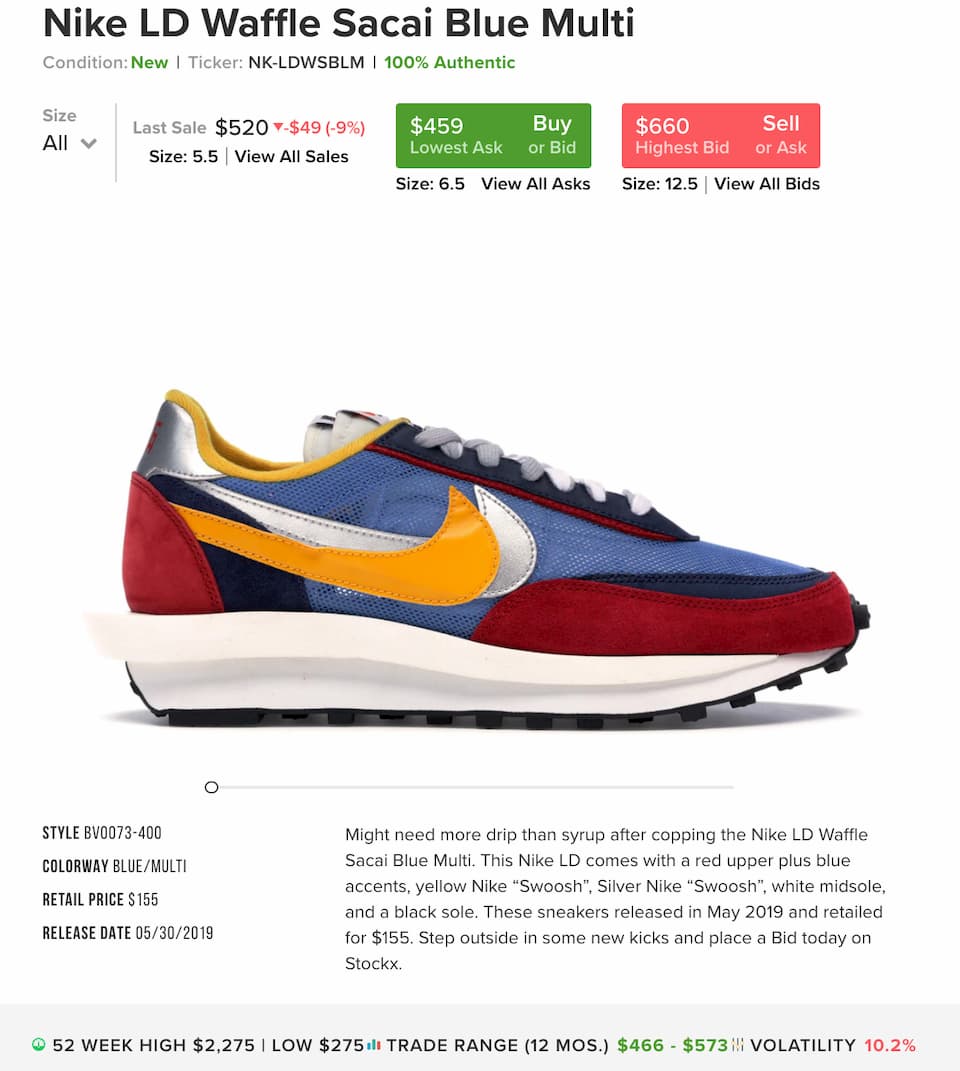 Nike LD Waffle Sacai Blue Multi
Condition: New | Ticker: NK-LDWSBLM | 100% Authentic
Size
All
Last Sale $520 -$49 (-9%)
Size: 5.5 | View All Sales
$459 Buy
Lowest Ask or Bid
Size: 6.5 View All Asks
$660 Sell
Highest Bid or Ask
Size: 12.5 | View All Bids
STYLE BV0073-400
COLORWAY BLUE/MULTI
RETAIL PRICE $155
RELEASE DATE 05/30/2019
Might need more drip than syrup after copping the Nike LD Waffle
Sacai Blue Multi. This Nike LD comes with a red upper plus blue
accents, yellow Nike “Swoosh”, Silver Nike “Swoosh”, white midsole,
and a black sole. These sneakers released in May 2019 and retailed
for $155. Step outside in some new kicks and place a Bid today on
Stockx.
52 WEEK HIGH $2,275 | LOW $275 TRADE RANGE (12 MOS.) $466 - $573 VOLATILITY 10.2%